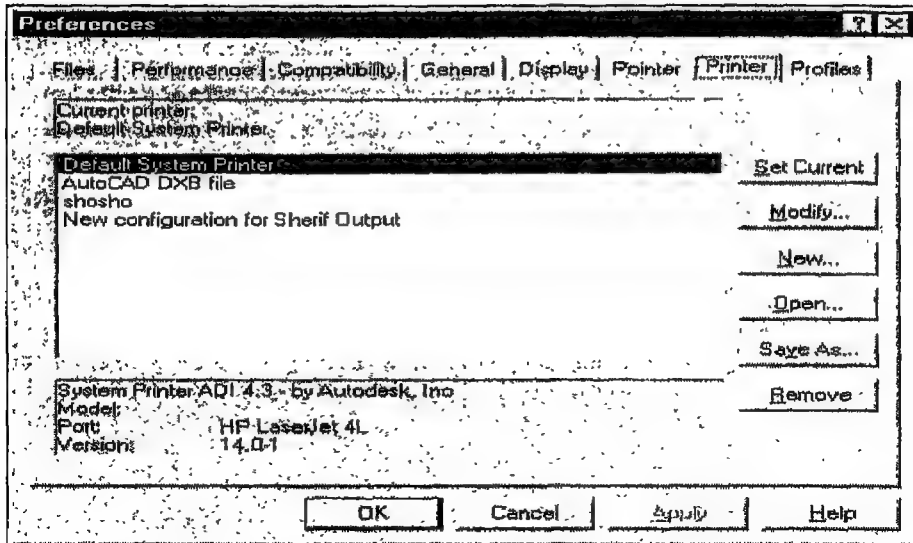 Preferences
Files Performance Compatibility General Display Pointer Printer Profiles
Current printer:
Default System Printer
Default System Printer
AutoCAD DXB file
shosho
New configuration for Sherif Output
Set Current
Modify...
New...
Open...
Save As...
Remove
System Printer ADI 4.3 - by Autodesk, Inc
Model:
Port: HP LaserJet 4L
Version: 14.0-1
OK Cancel Apply Help